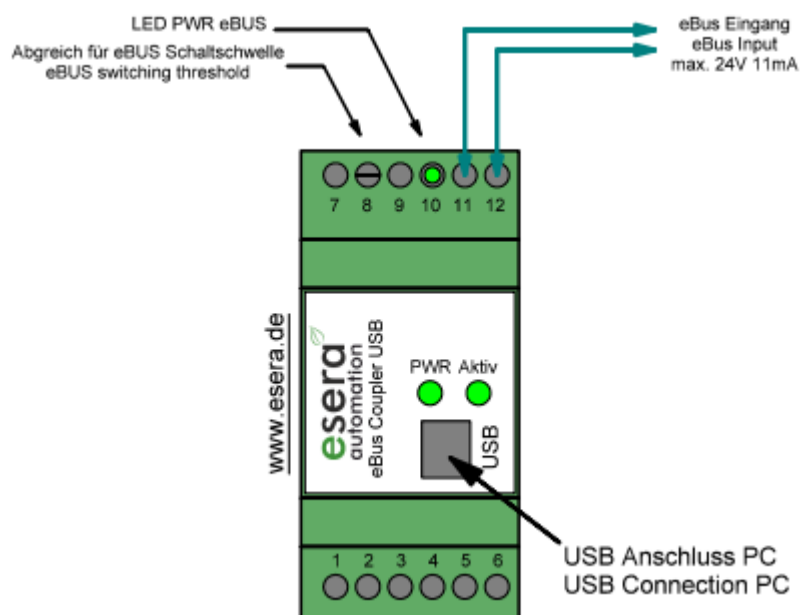 LED PWR eBUS
Abgreich für eBUS Schaltschwelle
eBUS switching threshold
eBus Eingang
eBus Input
max. 24V 11mA
7 8 9 10 11 12
www.esera.de
esera
automation
eBus Coupler USB
PWR Aktiv
USB
1 2 3 4 5 6
USB Anschluss PC
USB Connection PC